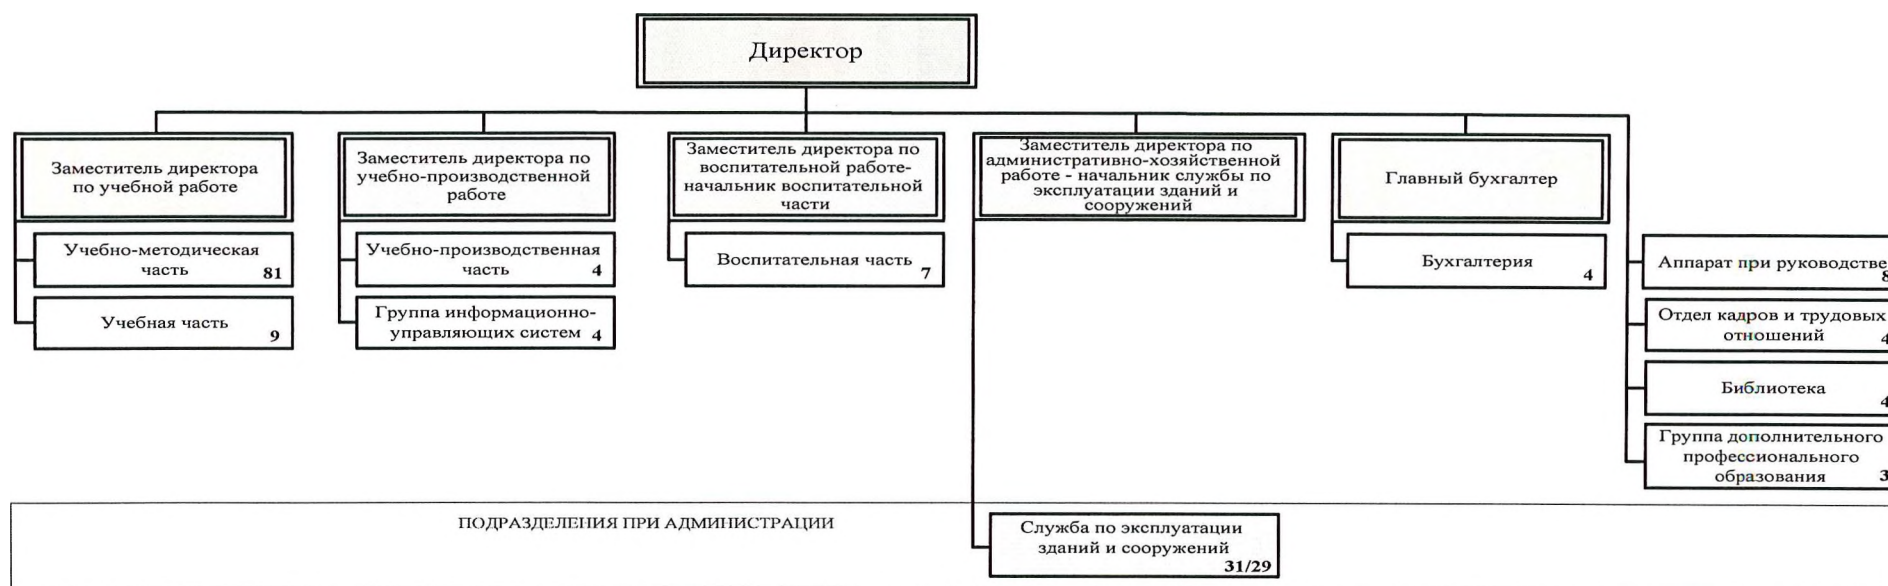 Директор
Заместитель директора
по учебной работе
Учебно-методическая
часть
81
Учебная часть
9
Заместитель директора по
учебно-производственной
работе
Учебно-производственная
часть
4
Группа информационно-
управляющих систем
4
Заместитель директора по
воспитательной работе-
начальник воспитательной
части
Воспитательная часть
7
Заместитель директора по
административно-хозяйственной
работе - начальник службы по
эксплуатации зданий и
сооружений
Главный бухгалтер
Бухгалтерия
4
Аппарат при руководстве
8
Отдел кадров и трудовых
отношений
4
Библиотека
4
Группа дополнительного
профессионального
образования
3
ПОДРАЗДЕЛЕНИЯ ПРИ АДМИНИСТРАЦИИ
Служба по эксплуатации
зданий и сооружений
31/29